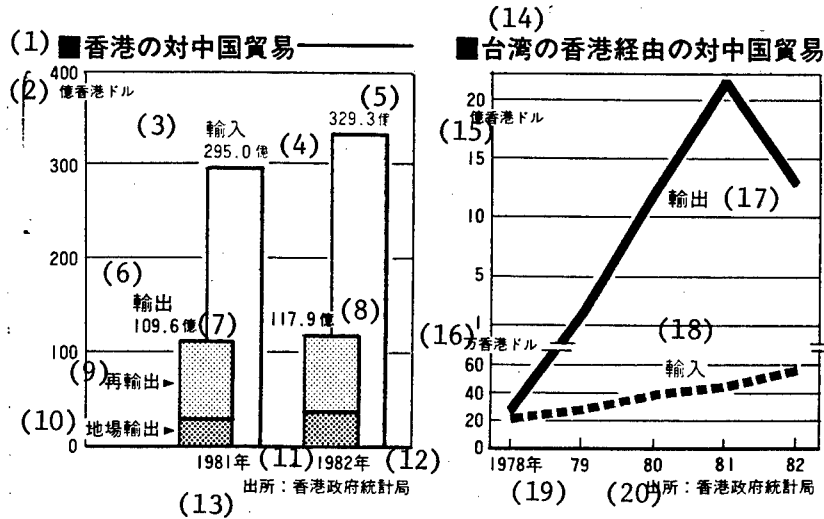 (1) ■香港の対中国貿易
400
(2) 億香港ドル
(5)
329.3億
(3) 輸入
295.0億 (4)
300
200
(6)
輸出
109.6億 (7)
117.9億 (8)
100
(9) 再輸出►
(10) 地場輸出►
0
1981年 (11) 1982年 (12)
出所：香港政府統計局
(13)
(14)
■台湾の香港経由の対中国貿易
20
(15) 億香港ドル
15
輸出 (17)
10
5
1
(16) 万香港ドル
(18)
輸入
60
40
20
0
1978年 79 80 81 82
(19) (20) 出所：香港政府統計局